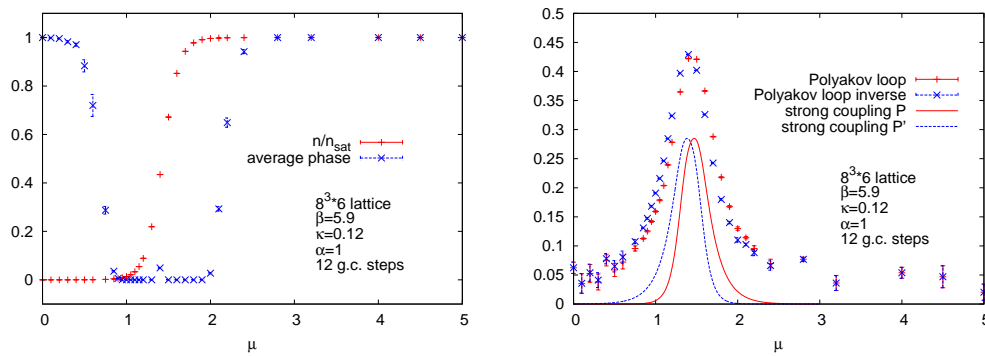 1
0.8
0.6
0.4
0.2
0
0 1 2 3 4 5
μ
n/n_sat
average phase
8^3*6 lattice
β=5.9
κ=0.12
α=1
12 g.c. steps
0.5
0.45
0.4
0.35
0.3
0.25
0.2
0.15
0.1
0.05
0
0 1 2 3 4 5
μ
Polyakov loop
Polyakov loop inverse
strong coupling P
strong coupling P'
8^3*6 lattice
β=5.9
κ=0.12
α=1
12 g.c. steps